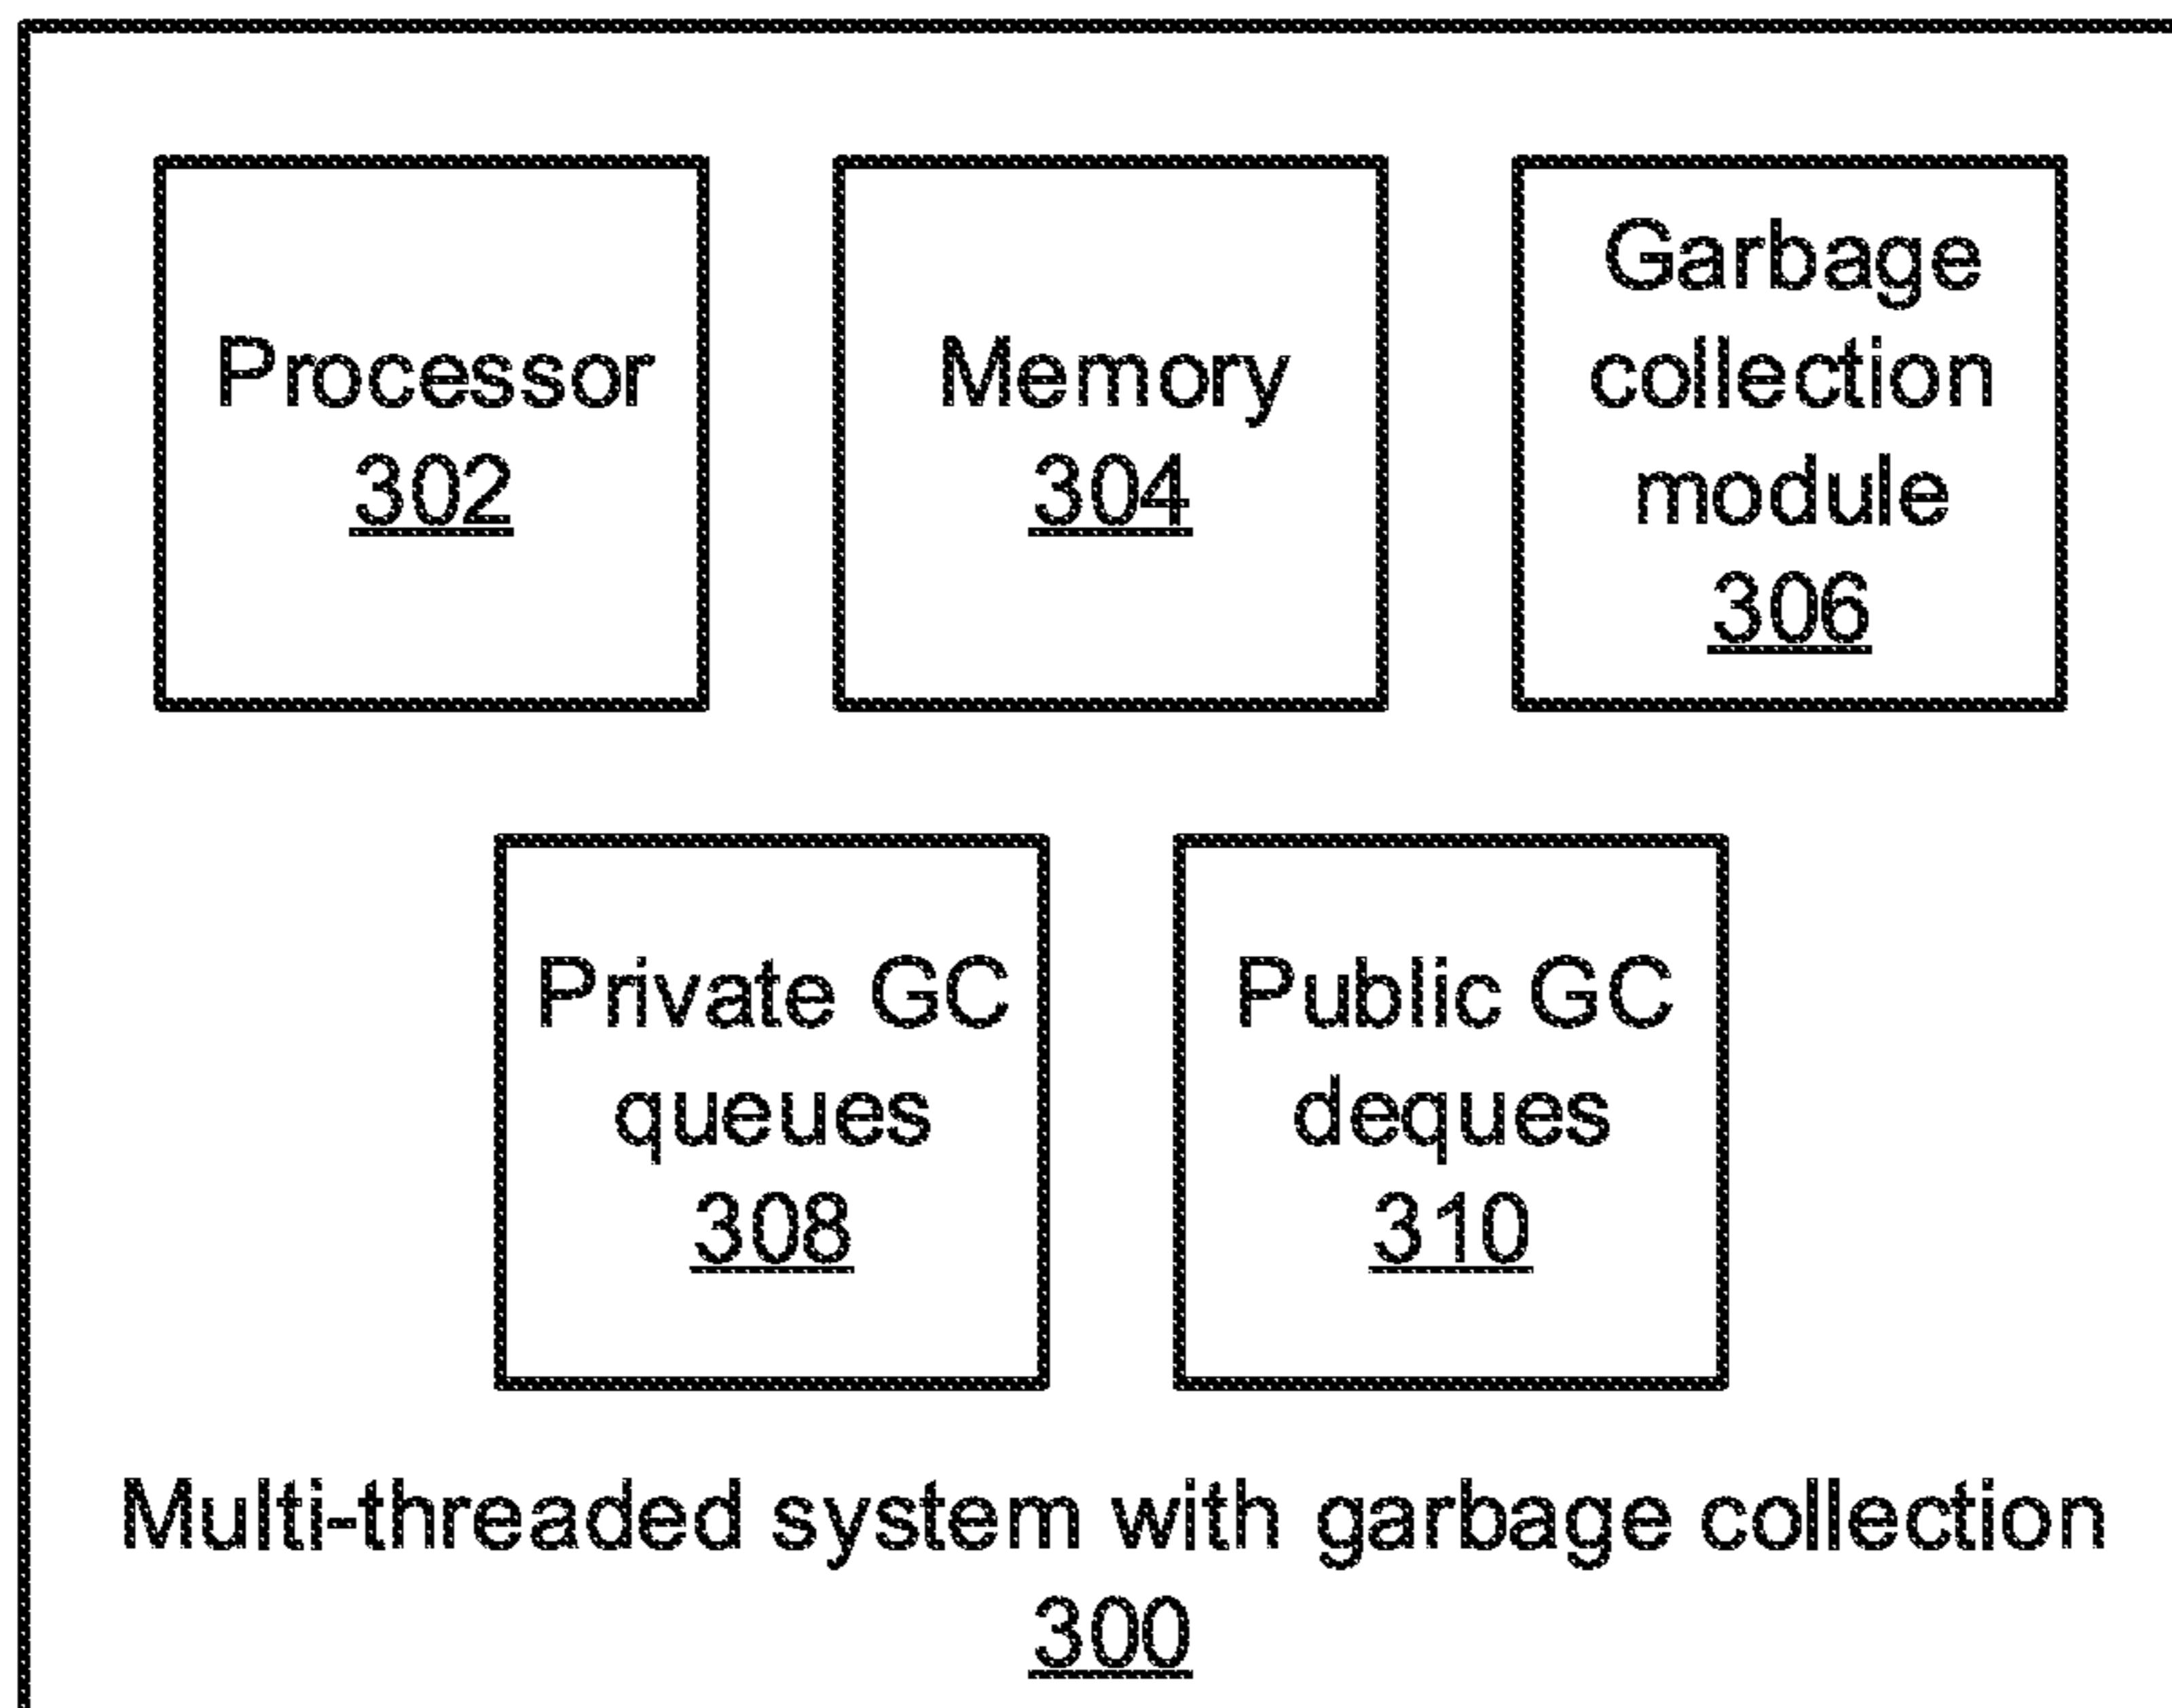 Processor
302
Memory
304
Garbage
collection
module
306
Private GC
queues
308
Public GC
deques
310
Multi-threaded system with garbage collection
300